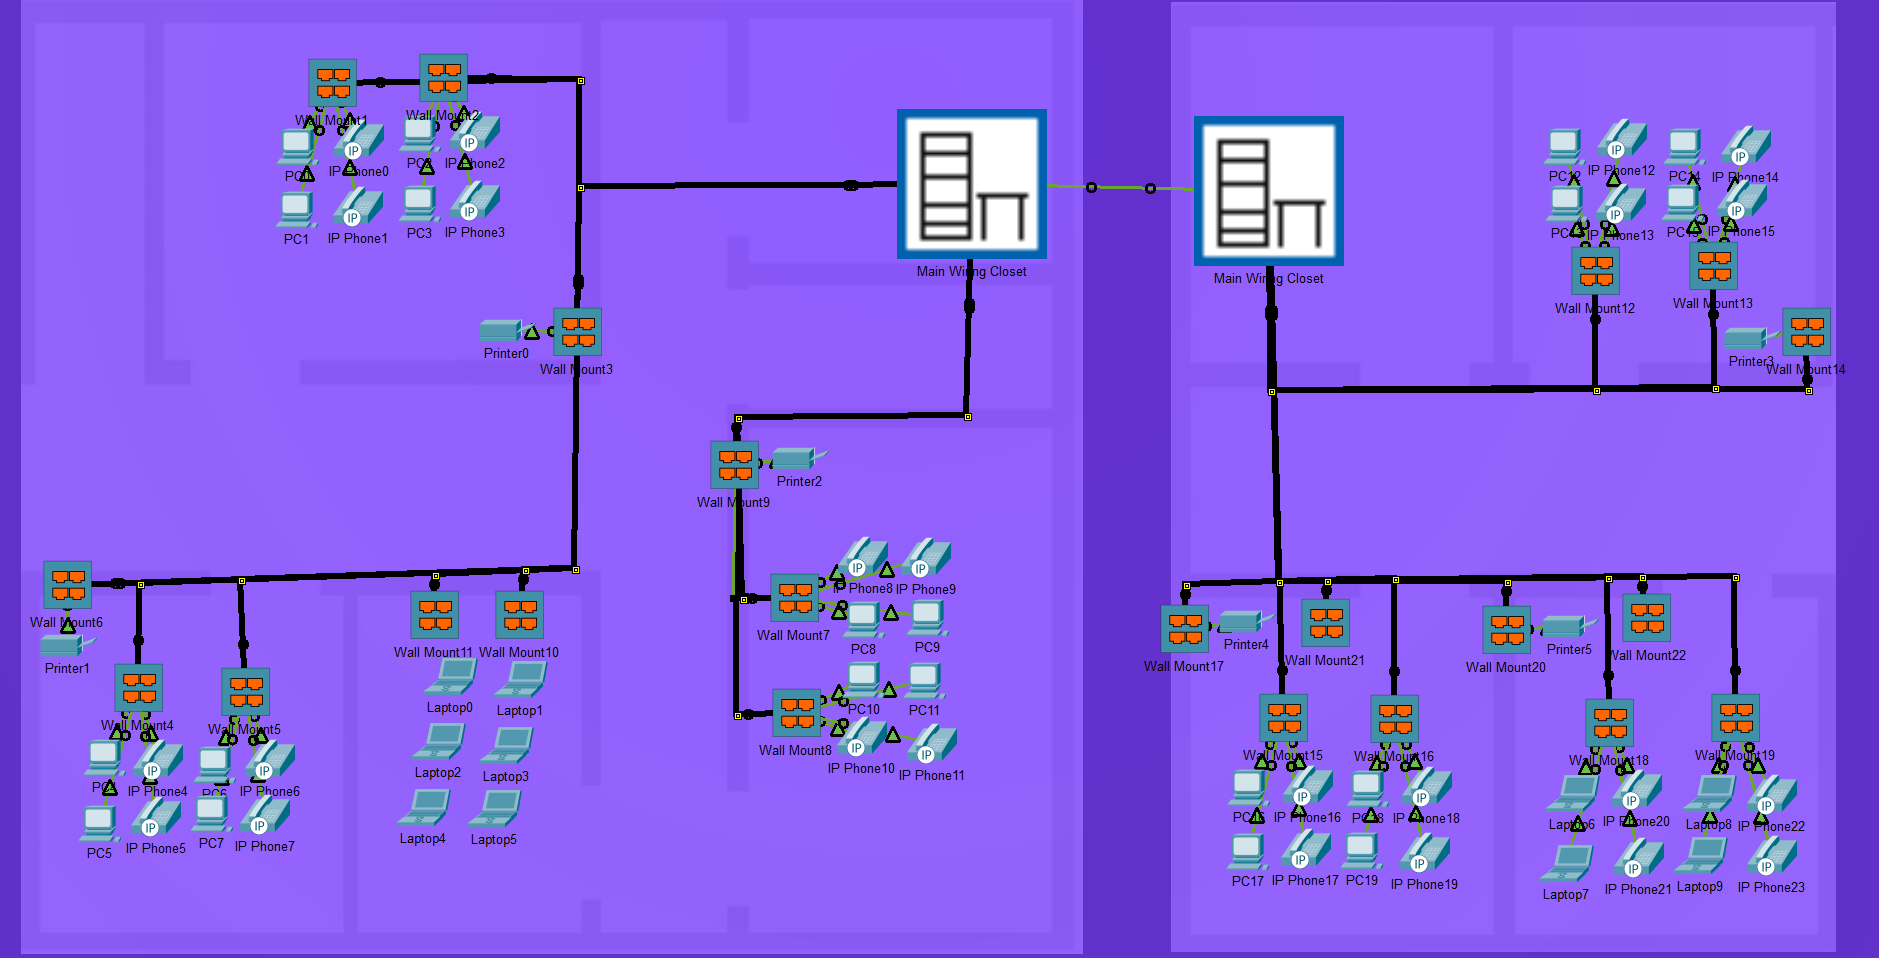 Wall Mount1
Wall Mount2
IP Phone0
IP Phone2
PC1
IP Phone1
PC3
IP Phone3
Main Wiring Closet
Main Wiring Closet
PC12
IP Phone12
PC14
IP Phone14
IP Phone13
IP Phone15
Wall Mount12
Wall Mount13
Printer0
Wall Mount3
Printer3
Wall Mount14
Printer2
Wall Mount9
IP Phone8
IP Phone9
Wall Mount7
PC8
PC9
Wall Mount6
Printer1
Wall Mount11
Wall Mount10
Laptop0
Laptop1
PC10
PC11
Wall Mount8
IP Phone10
IP Phone11
Laptop2
Laptop3
Laptop4
Laptop5
Wall Mount4
Wall Mount5
IP Phone4
PC6
IP Phone6
PC5
IP Phone5
PC7
IP Phone7
Wall Mount17
Printer4
Wall Mount21
Wall Mount20
Printer5
Wall Mount22
Wall Mount15
Wall Mount16
Wall Mount18
Wall Mount19
PC16
IP Phone16
PC18
IP Phone18
Laptop6
IP Phone20
Laptop8
IP Phone22
PC17
IP Phone17
PC19
IP Phone19
Laptop7
IP Phone21
Laptop9
IP Phone23